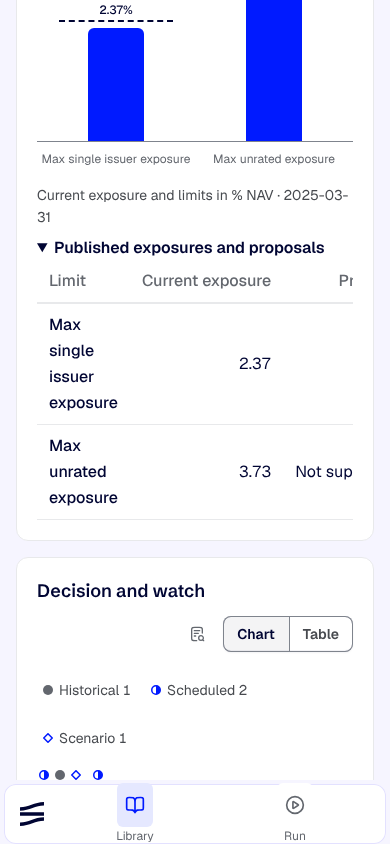 2.37%
Max single issuer exposure Max unrated exposure
Current exposure and limits in % NAV · 2025-03-
31
Published exposures and proposals
Limit Current exposure
Max
single
issuer
exposure
2.37
Max
unrated
exposure
3.73 Not sup
Decision and watch
Chart Table
Historical 1 Scheduled 2
Scenario 1
Library Run